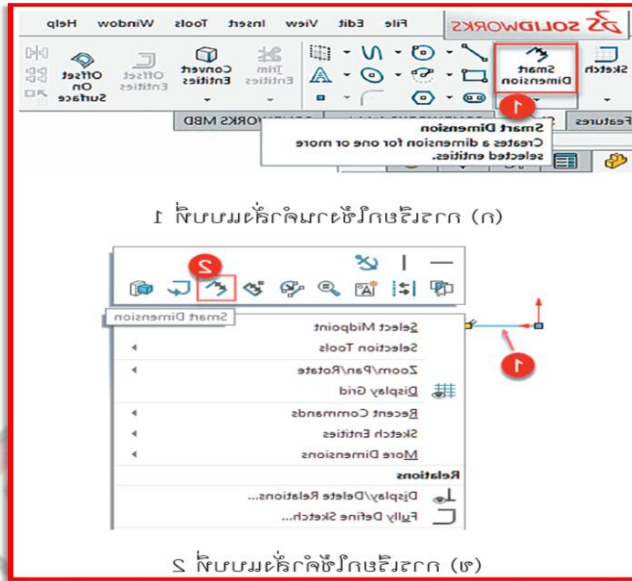 SOLIDWORKS File Edit View Insert Tools Window Help
Sketch
Smart Dimension
Trim Entities
Convert Entities
Offset Entities
Offset On Surface
1
Features
WORKS MBD
Smart Dimension
Creates a dimension for one or more
selected entities.
(ก) การเรียกใช้งานคำสั่งแบบที่ 1
2
Smart Dimension
1
Select Midpoint
Selection Tools
Zoom/Pan/Rotate
Display Grid
Recent Commands
Sketch Entities
More Dimensions
Relations
Display/Delete Relations...
Fully Define Sketch...
(ข) การเรียกใช้คำสั่งแบบที่ 2